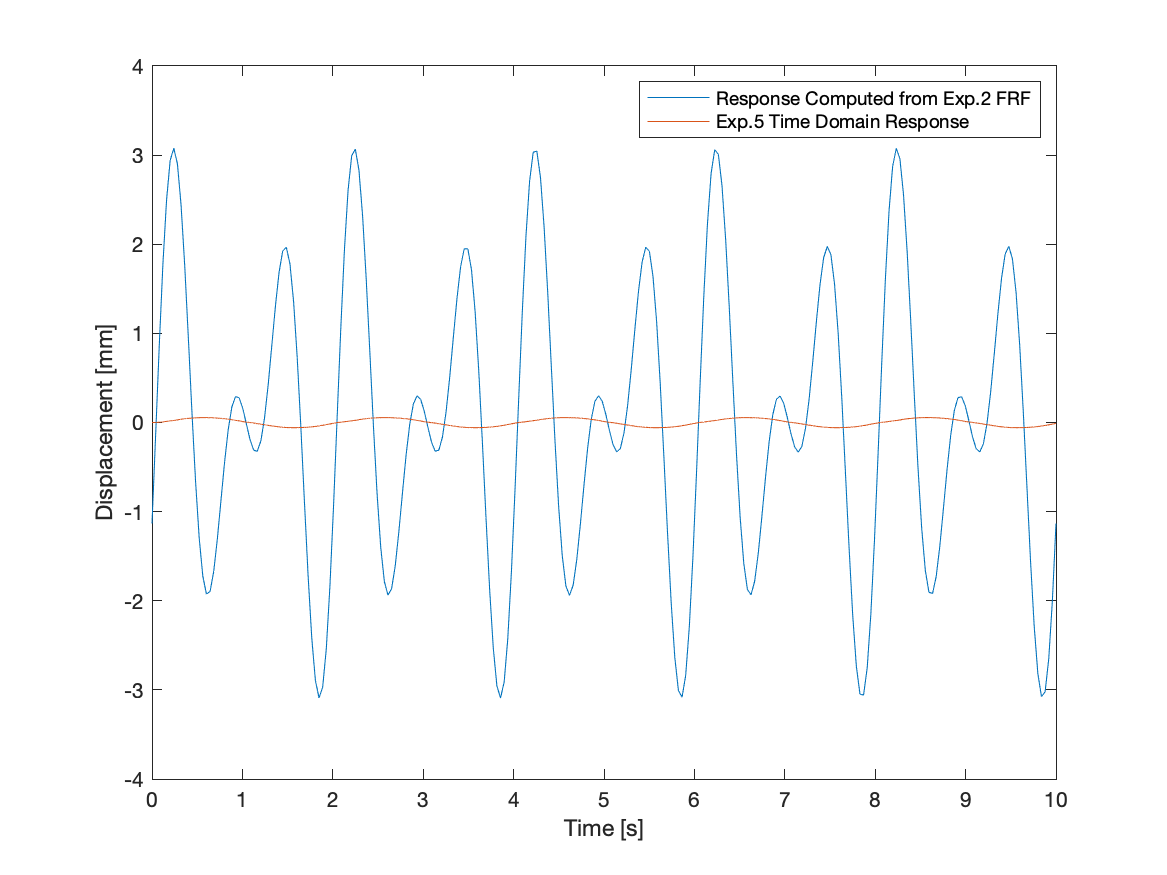 4
3
2
1
0
-1
-2
-3
-4
Displacement [mm]
Response Computed from Exp.2 FRF
Exp.5 Time Domain Response
0 1 2 3 4 5 6 7 8 9 10
Time [s]